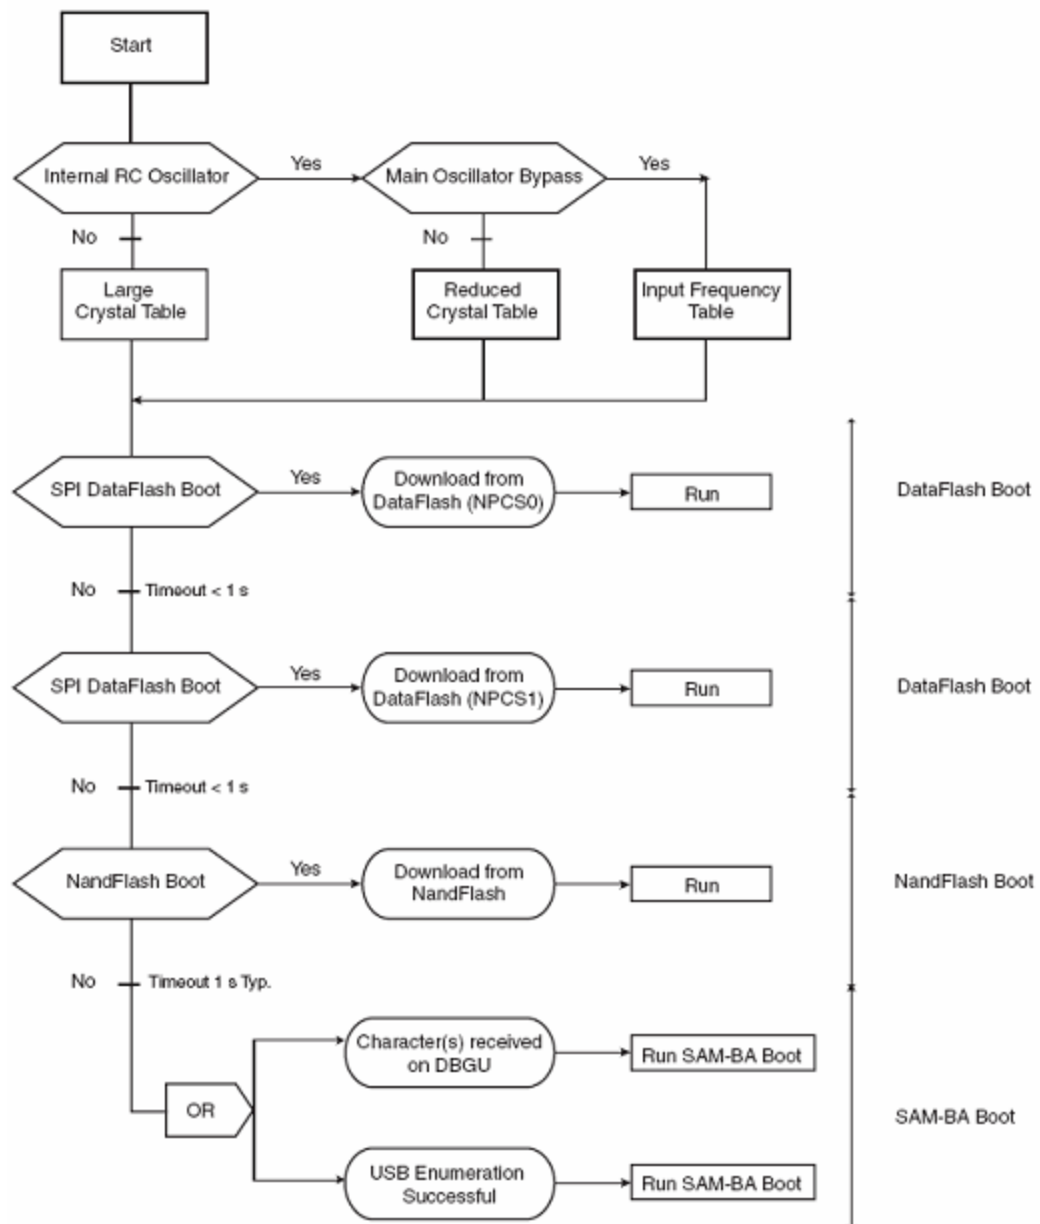 Start
Internal RC Oscillator
Yes
Main Oscillator Bypass
Yes
No
No
Large
Crystal Table
Reduced
Crystal Table
Input Frequency
Table
SPI DataFlash Boot
Yes
Download from
DataFlash (NPCS0)
Run
DataFlash Boot
No
Timeout < 1 s
SPI DataFlash Boot
Yes
Download from
DataFlash (NPCS1)
Run
DataFlash Boot
No
Timeout < 1 s
NandFlash Boot
Yes
Download from
NandFlash
Run
NandFlash Boot
No
Timeout 1 s Typ.
OR
Character(s) received
on DBGU
Run SAM-BA Boot
USB Enumeration
Successful
Run SAM-BA Boot
SAM-BA Boot